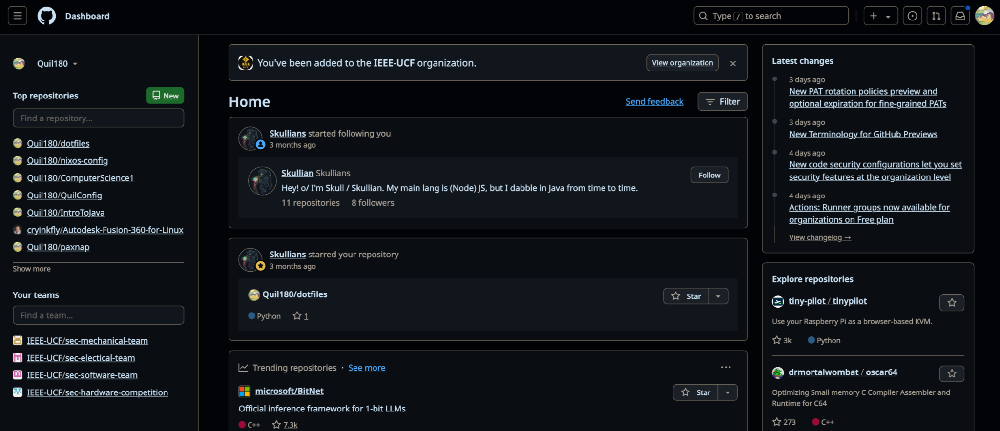 Dashboard
Type / to search
Quil180
Top repositories
New
Find a repository...
Quil180/dotfiles
Quil180/nixos-config
Quil180/ComputerScience1
Quil180/QuilConfig
Quil180/IntroToJava
cryinkfly/Autodesk-Fusion-360-for-Linux
Quil180/paxnap
Show more
Your teams
Find a team...
IEEE-UCF/sec-mechanical-team
IEEE-UCF/sec-electical-team
IEEE-UCF/sec-software-team
IEEE-UCF/sec-hardware-competition
IEEE
UCF
You've been added to the IEEE-UCF organization.
View organization
Home
Send feedback
Filter
Skullians started following you
3 months ago
Skullian Skullians
Follow
Hey! o/ I'm Skull / Skullian. My main lang is (Node) JS, but I dabble in Java from time to time.
11 repositories 8 followers
Skullians starred your repository
3 months ago
Quil180/dotfiles
Star
Python 1
Trending repositories · See more
microsoft/BitNet
Star
Official inference framework for 1-bit LLMs
C++ 7.3k
Latest changes
3 days ago
New PAT rotation policies preview and
optional expiration for fine-grained PATs
3 days ago
New Terminology for GitHub Previews
4 days ago
New code security configurations let you set
security features at the organization level
4 days ago
Actions: Runner groups now available for
organizations on Free plan
View changelog →
Explore repositories
tiny-pilot / tinypilot
Use your Raspberry Pi as a browser-based KVM.
3k Python
drmortalwombat / oscar64
Optimizing Small memory C Compiler Assembler and
Runtime for C64
273 C++